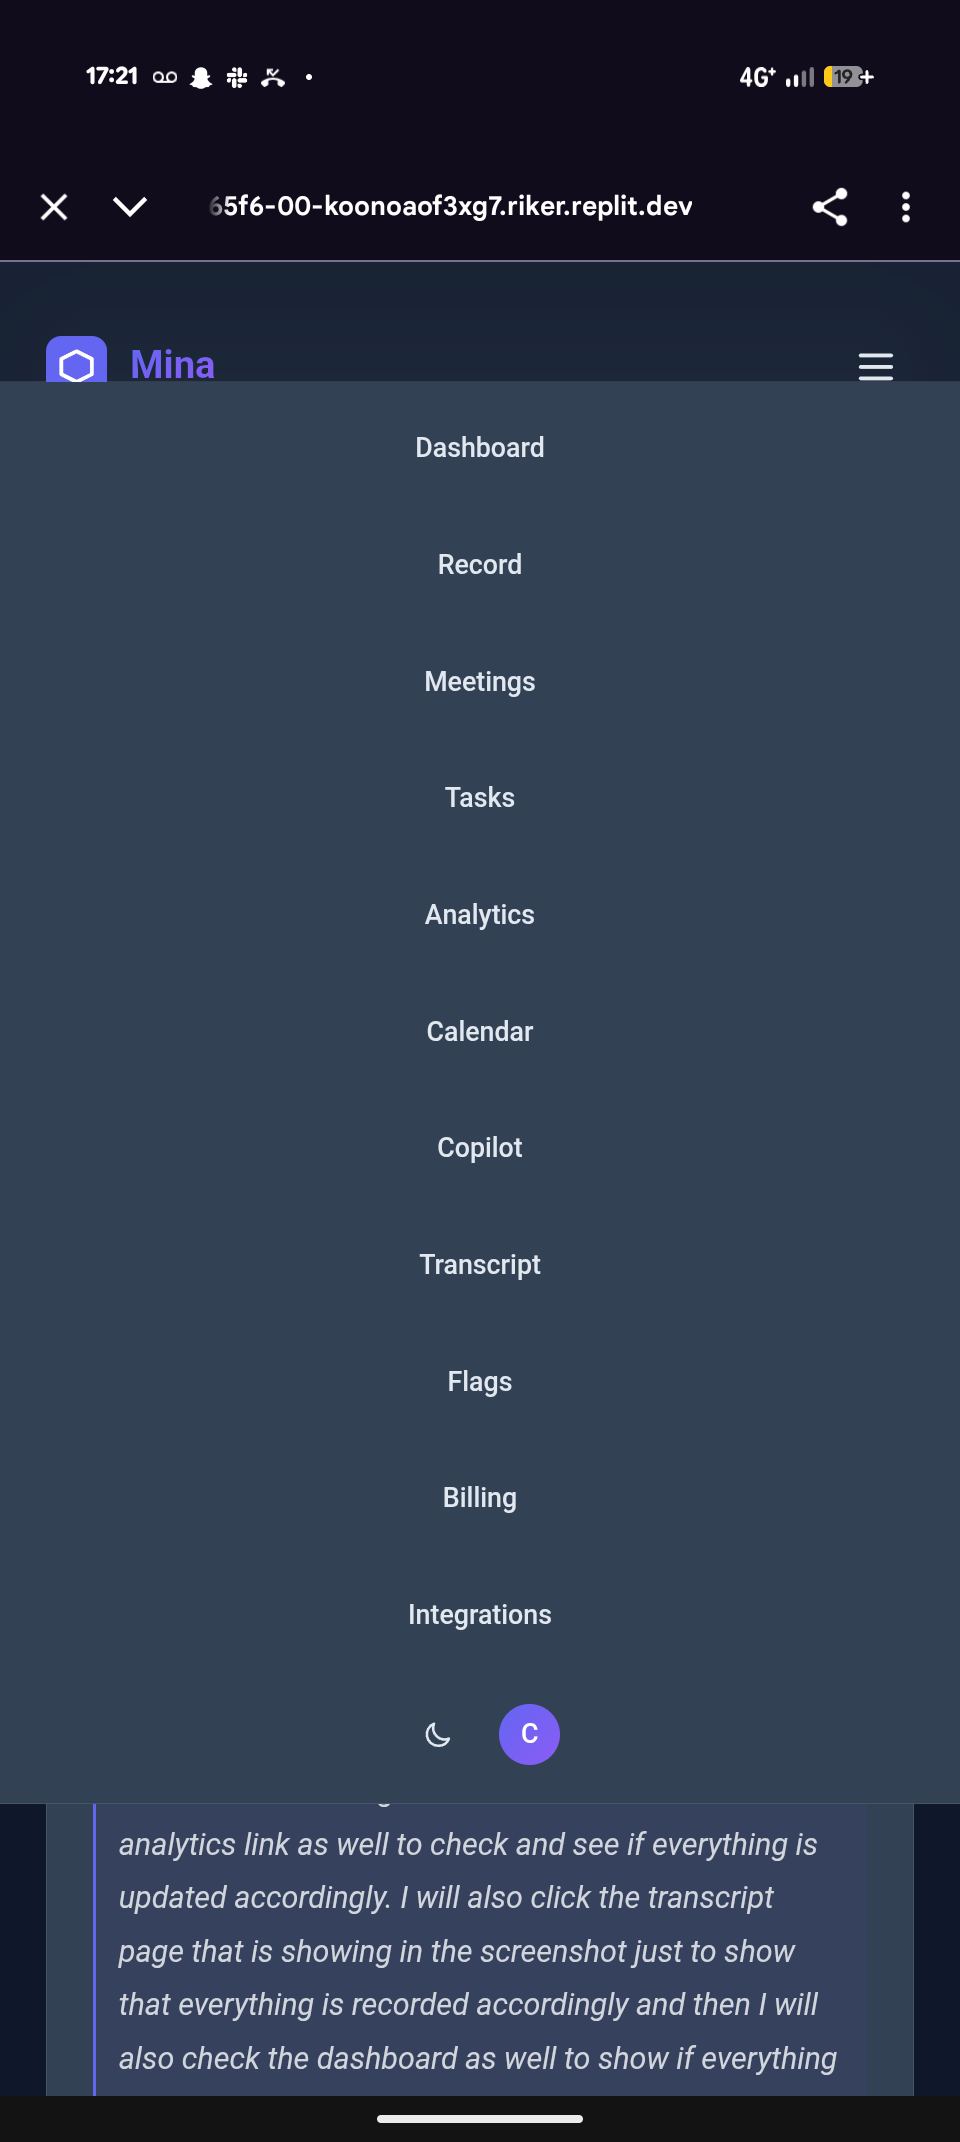 17:21
4G+
19
65f6-00-koonoaof3xg7.riker.replit.dev
Mina
Dashboard
Record
Meetings
Tasks
Analytics
Calendar
Copilot
Transcript
Flags
Billing
Integrations
C
analytics link as well to check and see if everything is
updated accordingly. I will also click the transcript
page that is showing in the screenshot just to show
that everything is recorded accordingly and then I will
also check the dashboard as well to show if everything